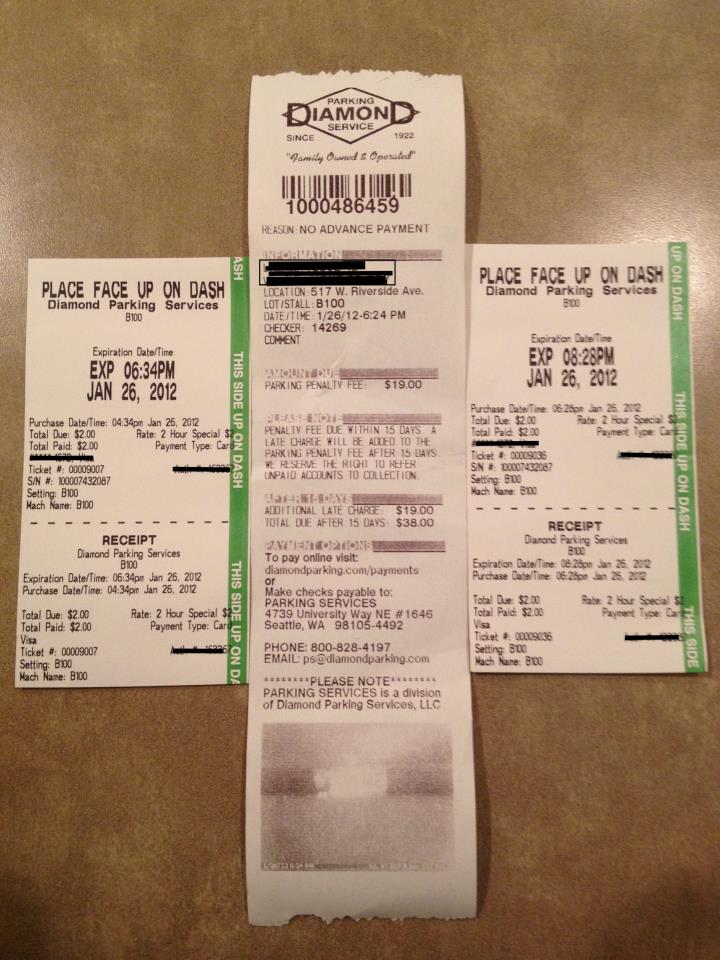 PLACE FACE UP ON DASH
Diamond Parking Services
B100
Expiration Date/Time
EXP 06:34PM
JAN 26, 2012
Purchase Date/Time: 04:34pm Jan 26, 2012
Total Due: $2.00 Rate: 2 Hour Special $2
Total Paid: $2.00 Payment Type: Card
Ticket #: 00009007
S/N #: 100007432087
Setting: B100
Mach Name: B100
RECEIPT
Diamond Parking Services
B100
Expiration Date/Time: 06:34pm Jan 26, 2012
Purchase Date/Time: 04:34pm Jan 26, 2012
Total Due: $2.00 Rate: 2 Hour Special $2
Total Paid: $2.00 Payment Type: Card
Visa
Ticket #: 00009007
Setting: B100
Mach Name: B100
ASH
THIS SIDE UP ON DASH
THIS SIDE UP ON DA
PARKING
DIAMOND
SERVICE
SINCE 1922
"Family Owned & Operated"
1000486459
REASON: NO ADVANCE PAYMENT
INFORMATION
LOCATION: 517 W. Riverside Ave.
LOT/STALL: B100
DATE/TIME: 1/26/12-6:24 PM
CHECKER: 14269
COMMENT
AMOUNT DUE
PARKING PENALTY FEE: $19.00
PLEASE NOTE
PENALTY FEE DUE WITHIN 15 DAYS. A
LATE CHARGE WILL BE ADDED TO THE
PARKING PENALTY FEE AFTER 15 DAYS.
WE RESERVE THE RIGHT TO REFER
UNPAID ACCOUNTS TO COLLECTION.
AFTER 15 DAYS
ADDITIONAL LATE CHARGE: $19.00
TOTAL DUE AFTER 15 DAYS: $38.00
PAYMENT OPTIONS
To pay online visit:
diamondparking.com/payments
or
Make checks payable to:
PARKING SERVICES
4739 University Way NE #1646
Seattle, WA 98105-4492
PHONE: 800-828-4197
EMAIL: ps@diamondparking.com
********PLEASE NOTE********
PARKING SERVICES is a division
of Diamond Parking Services, LLC
PLACE FACE UP ON DASH
Diamond Parking Services
B100
Expiration Date/Time
EXP 08:28PM
JAN 26, 2012
Purchase Date/Time: 06:28pm Jan 26, 2012
Total Due: $2.00 Rate: 2 Hour Special $
Total Paid: $2.00 Payment Type: Card
Ticket #: 00009036
S/N #: 100007432087
Setting: B100
Mach Name: B100
RECEIPT
Diamond Parking Services
B100
Expiration Date/Time: 08:28pm Jan 26, 2012
Purchase Date/Time: 06:28pm Jan 26, 2012
Total Due: $2.00 Rate: 2 Hour Special $2
Total Paid: $2.00 Payment Type: Card
Visa
Ticket #: 00009036
Setting: B100
Mach Name: B100
UP ON DASH
THIS SIDE UP ON DASH
THIS SIDE